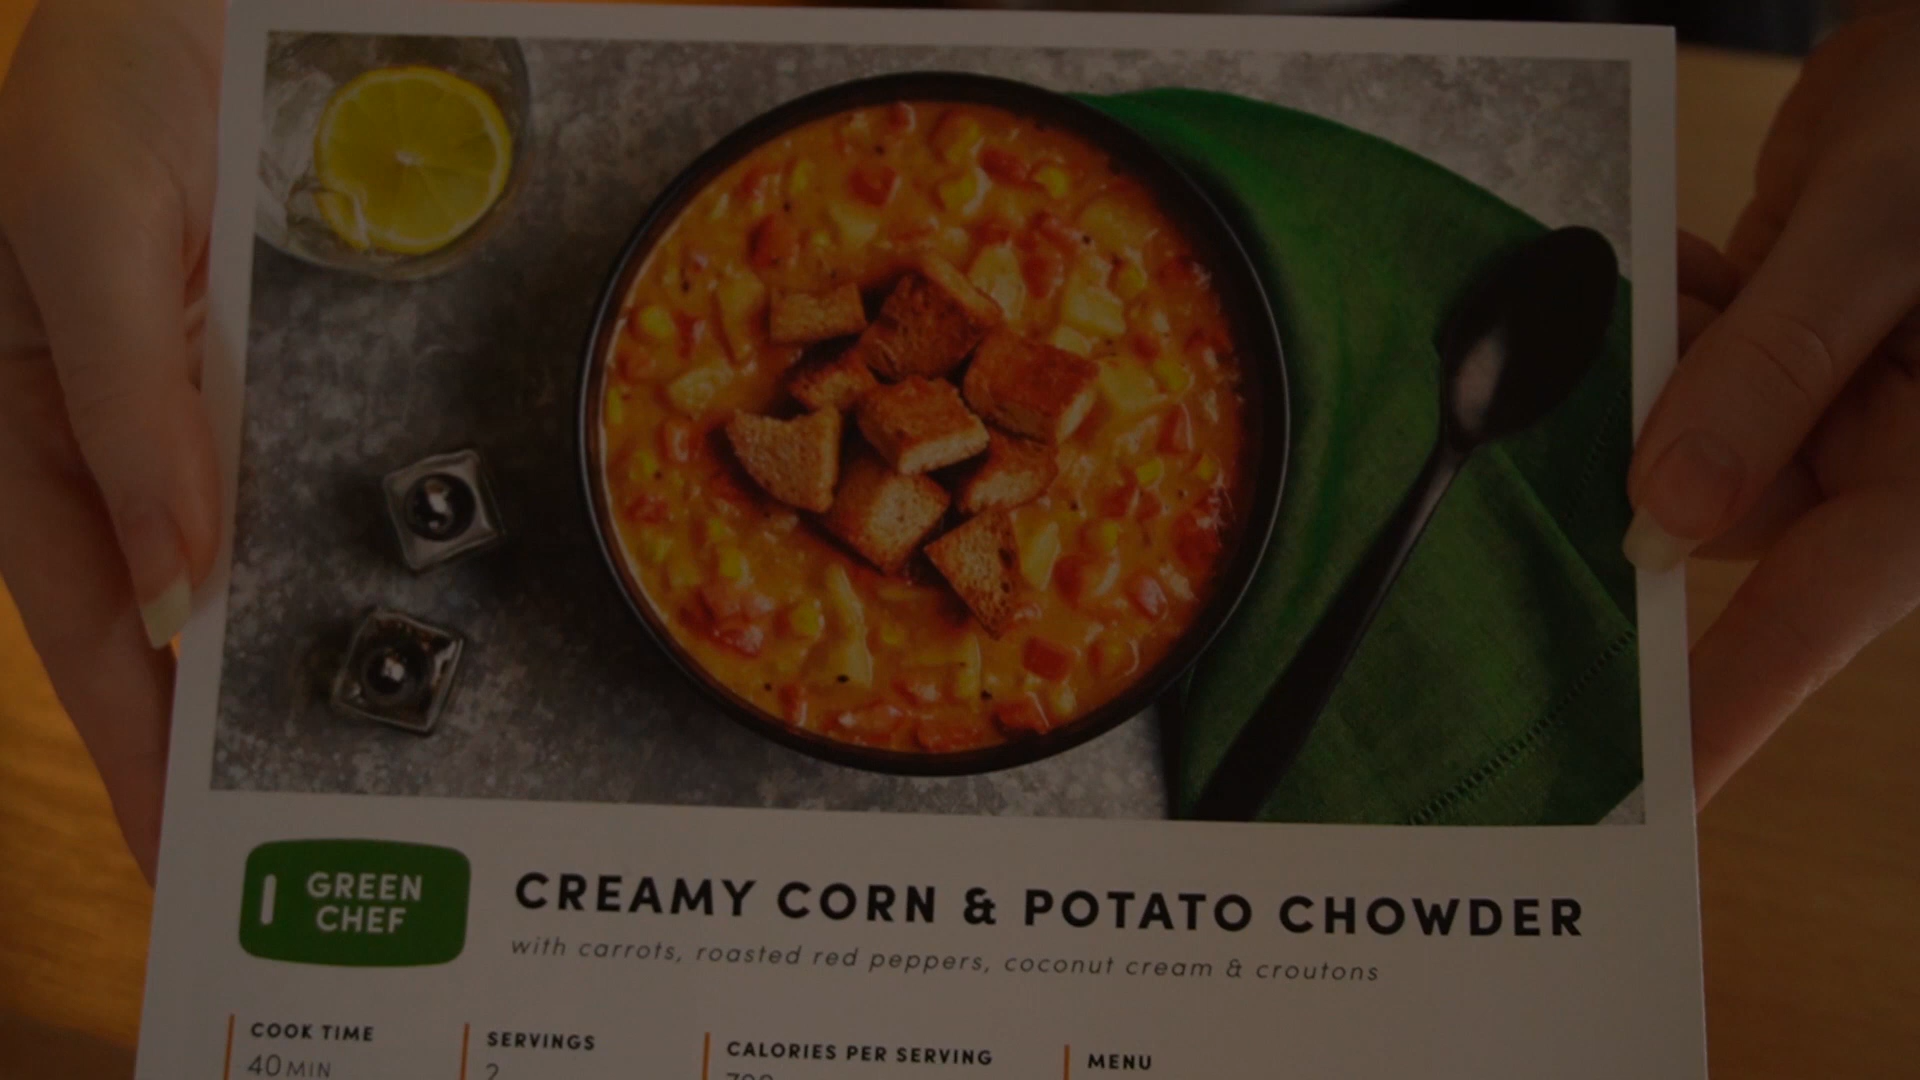 GREEN
CHEF
CREAMY CORN & POTATO CHOWDER
with carrots, roasted red peppers, coconut cream & croutons
COOK TIME
40 MIN
SERVINGS
2
CALORIES PER SERVING
MENU